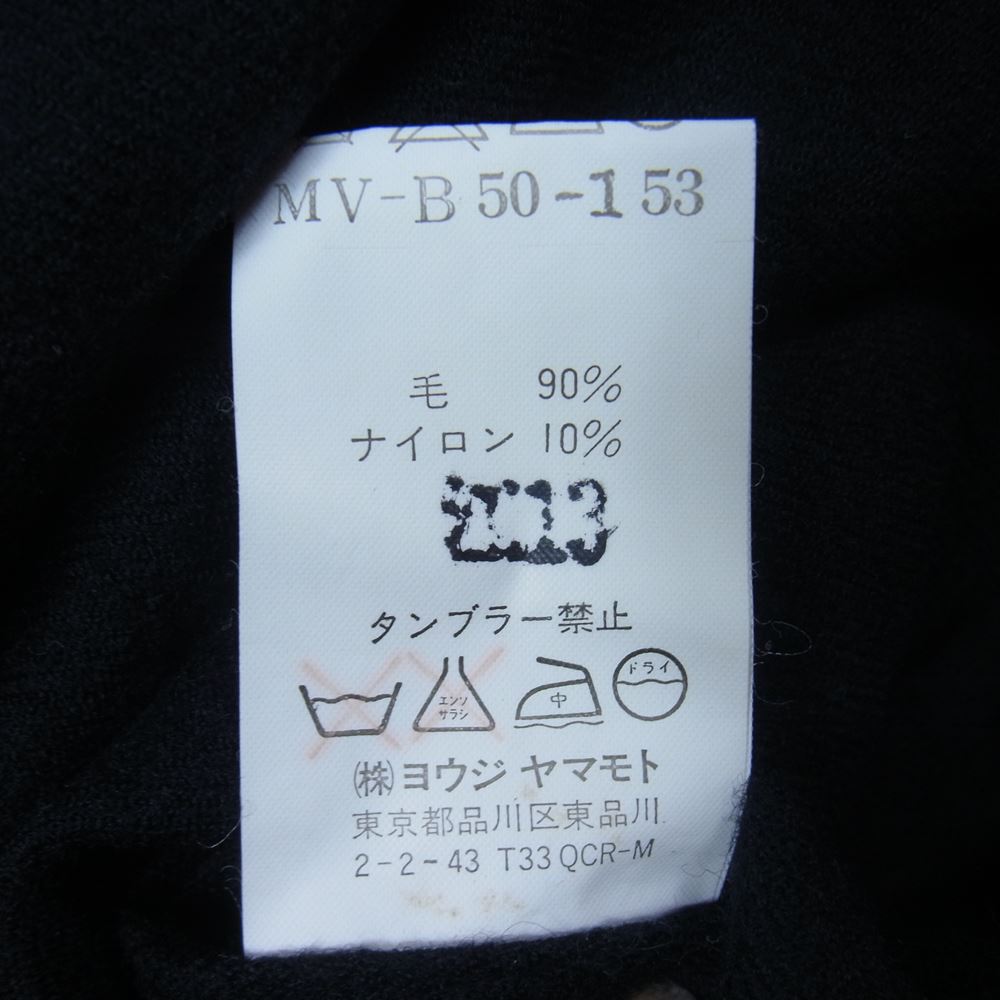 MV-B 50-153
毛 90%
ナイロン 10%
タンブラー禁止
エンソ
サラシ
中
ドライ
(株)ヨウジ ヤマモト
東京都品川区東品川
2-2-43 T33QCR-M